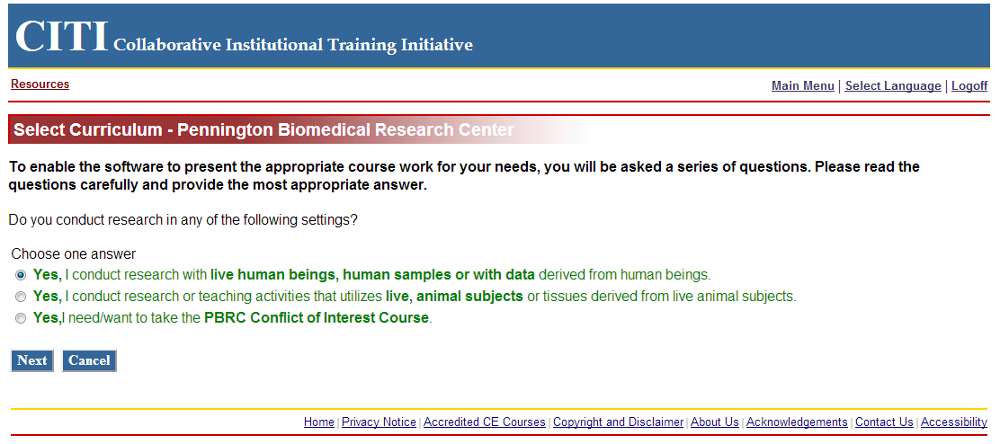 CITI Collaborative Institutional Training Initiative
Resources
Main Menu | Select Language | Logoff
Select Curriculum - Pennington Biomedical Research Center
To enable the software to present the appropriate course work for your needs, you will be asked a series of questions. Please read the
questions carefully and provide the most appropriate answer.
Do you conduct research in any of the following settings?
Choose one answer
Yes, I conduct research with live human beings, human samples or with data derived from human beings.
Yes, I conduct research or teaching activities that utilizes live, animal subjects or tissues derived from live animal subjects.
Yes,I need/want to take the PBRC Conflict of Interest Course.
Next Cancel
Home | Privacy Notice | Accredited CE Courses | Copyright and Disclaimer | About Us | Acknowledgements | Contact Us | Accessibility